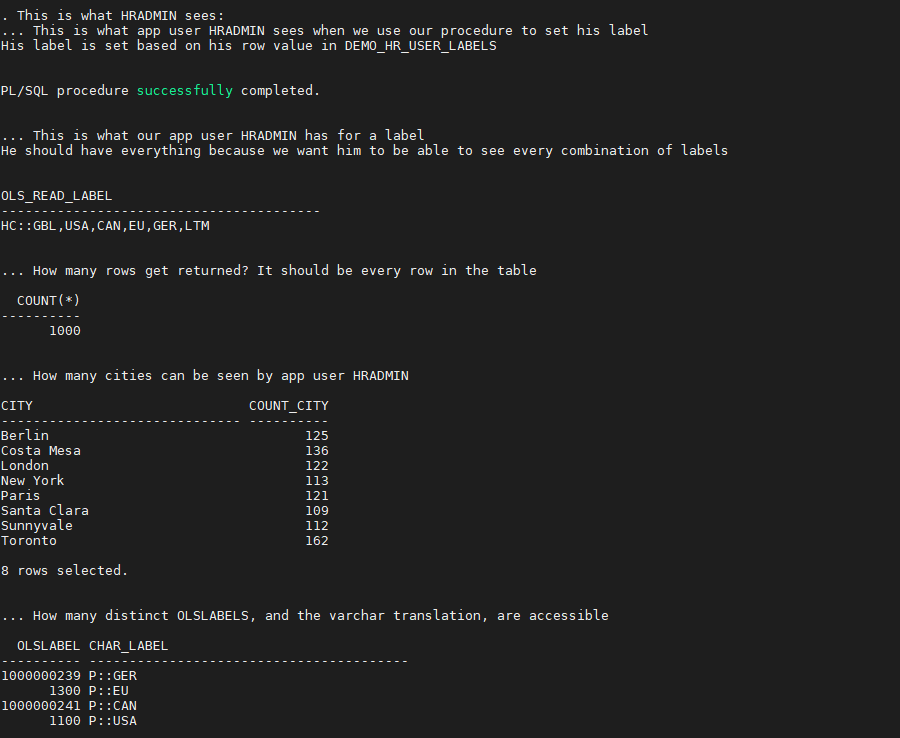 . This is what HRADMIN sees:
... This is what app user HRADMIN sees when we use our procedure to set his label
His label is set based on his row value in DEMO_HR_USER_LABELS
PL/SQL procedure successfully completed.
... This is what our app user HRADMIN has for a label
He should have everything because we want him to be able to see every combination of labels
OLS_READ_LABEL
----------------------------------------
HC::GBL,USA,CAN,EU,GER,LTM
... How many rows get returned? It should be every row in the table
  COUNT(*)
----------
      1000
... How many cities can be seen by app user HRADMIN
CITY                           COUNT_CITY
------------------------------ ----------
Berlin                                125
Costa Mesa                            136
London                                122
New York                              113
Paris                                 121
Santa Clara                           109
Sunnyvale                             112
Toronto                               162
8 rows selected.
... How many distinct OLSLABELS, and the varchar translation, are accessible
  OLSLABEL CHAR_LABEL
---------- ----------------------------------------
1000000239 P::GER
      1300 P::EU
1000000241 P::CAN
      1100 P::USA